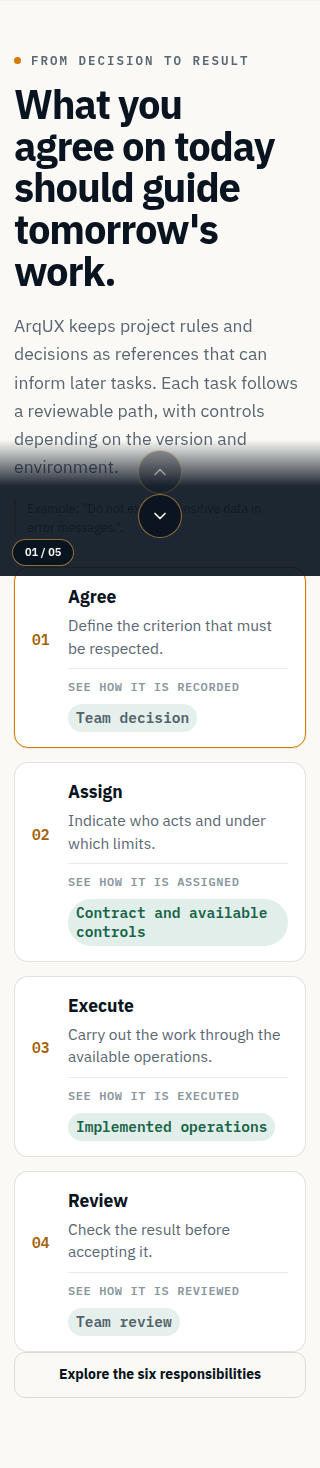 FROM DECISION TO RESULT
What you
agree on today
should guide
tomorrow's
work.
ArqUX keeps project rules and
decisions as references that can
inform later tasks. Each task follows
a reviewable path, with controls
depending on the version and
environment.
Example: "Do not sensitive data in
error messages.".
01 / 05
Agree
01
Define the criterion that must
be respected.
SEE HOW IT IS RECORDED
Team decision
Assign
02
Indicate who acts and under
which limits.
SEE HOW IT IS ASSIGNED
Contract and available
controls
Execute
03
Carry out the work through the
available operations.
SEE HOW IT IS EXECUTED
Implemented operations
Review
04
Check the result before
accepting it.
SEE HOW IT IS REVIEWED
Team review
Explore the six responsibilities